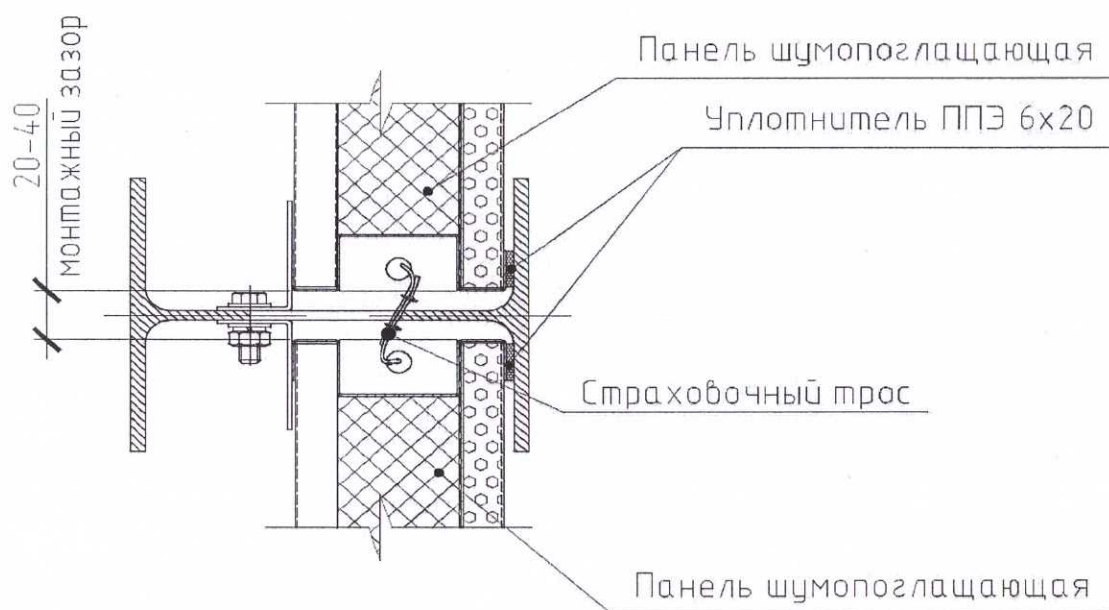 Панель шумопоглащающая
Уплотнитель ППЭ 6х20
20-40
монтажный зазор
Страховочный трос
Панель шумопоглащающая